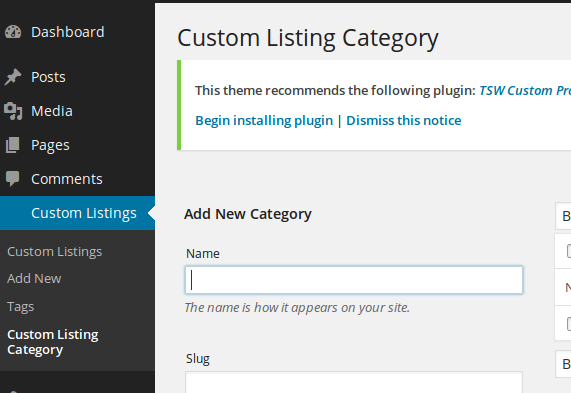 Dashboard
Posts
Media
Pages
Comments
Custom Listings
Custom Listings
Add New
Tags
Custom Listing
Category
Custom Listing Category
This theme recommends the following plugin: TSW Custom Pro
Begin installing plugin | Dismiss this notice
Add New Category
Name
The name is how it appears on your site.
Slug
B
N
B